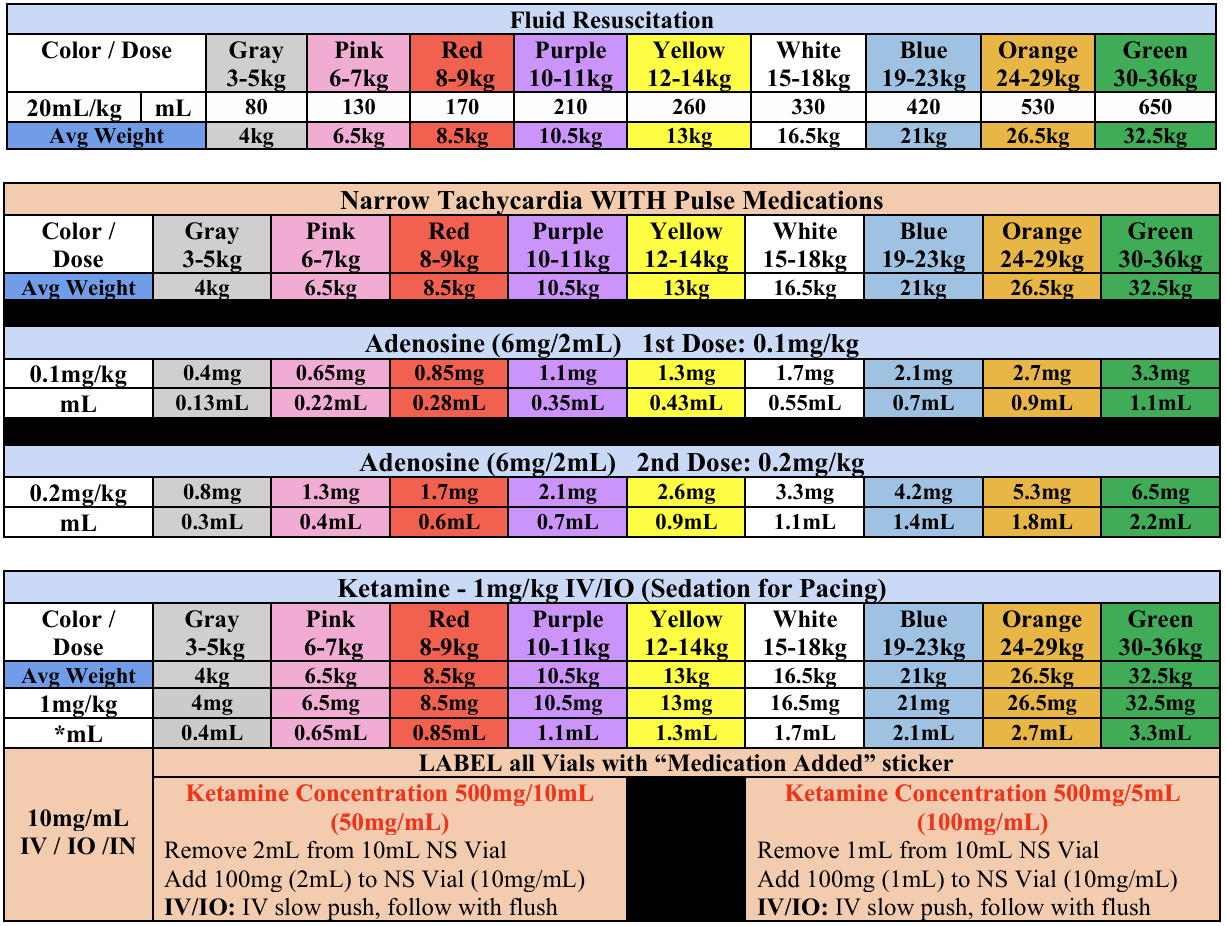 Fluid Resuscitation
Color / Dose Gray Pink Red Purple Yellow White Blue Orange Green
3-5kg 6-7kg 8-9kg 10-11kg 12-14kg 15-18kg 19-23kg 24-29kg 30-36kg
20mL/kg mL 80 130 170 210 260 330 420 530 650
Avg Weight 4kg 6.5kg 8.5kg 10.5kg 13kg 16.5kg 21kg 26.5kg 32.5kg
Narrow Tachycardia WITH Pulse Medications
Color / Gray Pink Red Purple Yellow White Blue Orange Green
Dose 3-5kg 6-7kg 8-9kg 10-11kg 12-14kg 15-18kg 19-23kg 24-29kg 30-36kg
Avg Weight 4kg 6.5kg 8.5kg 10.5kg 13kg 16.5kg 21kg 26.5kg 32.5kg
Adenosine (6mg/2mL) 1st Dose: 0.1mg/kg
0.1mg/kg 0.4mg 0.65mg 0.85mg 1.1mg 1.3mg 1.7mg 2.1mg 2.7mg 3.3mg
mL 0.13mL 0.22mL 0.28mL 0.35mL 0.43mL 0.55mL 0.7mL 0.9mL 1.1mL
Adenosine (6mg/2mL) 2nd Dose: 0.2mg/kg
0.2mg/kg 0.8mg 1.3mg 1.7mg 2.1mg 2.6mg 3.3mg 4.2mg 5.3mg 6.5mg
mL 0.3mL 0.4mL 0.6mL 0.7mL 0.9mL 1.1mL 1.4mL 1.8mL 2.2mL
Ketamine - 1mg/kg IV/IO (Sedation for Pacing)
Color / Gray Pink Red Purple Yellow White Blue Orange Green
Dose 3-5kg 6-7kg 8-9kg 10-11kg 12-14kg 15-18kg 19-23kg 24-29kg 30-36kg
Avg Weight 4kg 6.5kg 8.5kg 10.5kg 13kg 16.5kg 21kg 26.5kg 32.5kg
1mg/kg 4mg 6.5mg 8.5mg 10.5mg 13mg 16.5mg 21mg 26.5mg 32.5mg
*mL 0.4mL 0.65mL 0.85mL 1.1mL 1.3mL 1.7mL 2.1mL 2.7mL 3.3mL
10mg/mL
IV / IO /IN
LABEL all Vials with “Medication Added” sticker
Ketamine Concentration 500mg/10mL
(50mg/mL)
Remove 2mL from 10mL NS Vial
Add 100mg (2mL) to NS Vial (10mg/mL)
IV/IO: IV slow push, follow with flush
Ketamine Concentration 500mg/5mL
(100mg/mL)
Remove 1mL from 10mL NS Vial
Add 100mg (1mL) to NS Vial (10mg/mL)
IV/IO: IV slow push, follow with flush